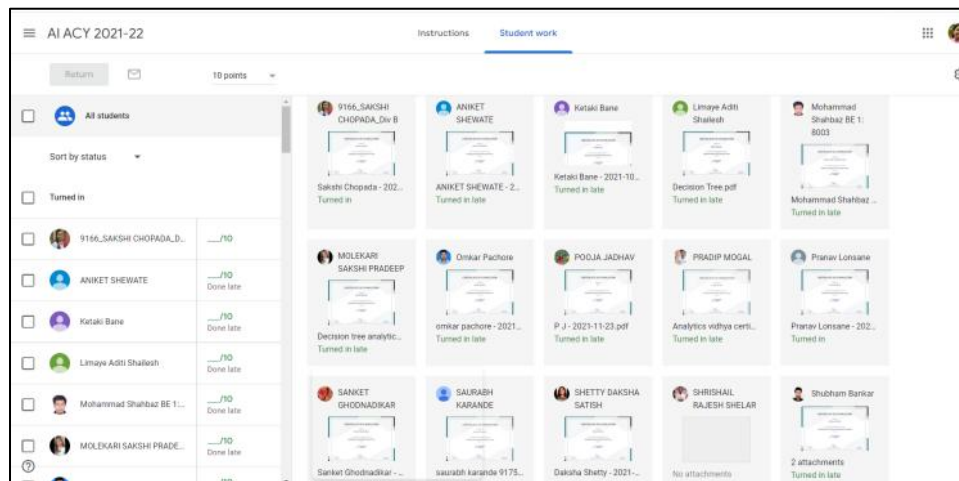 AI ACY 2021-22
Instructions
Student work
Return
10 points
All students
Sort by status
Turned in
9166_SAKSHI CHOPADA_D...
__/10
ANIKET SHEWATE
__/10
Done late
Ketaki Bane
__/10
Done late
Limaye Aditi Shailesh
__/10
Done late
Mohammad Shahbaz BE 1:...
__/10
Done late
MOLEKARI SAKSHI PRADE...
__/10
Done late
9166_SAKSHI
CHOPADA_Div B
Sakshi Chopada - 202...
Turned in
ANIKET
SHEWATE
ANIKET SHEWATE - 2...
Turned in late
Ketaki Bane
Ketaki Bane - 2021-10...
Turned in late
Limaye Aditi
Shailesh
Decision Tree.pdf
Turned in late
Mohammad
Shahbaz BE 1:
8003
Mohammad Shahbaz ...
Turned in late
MOLEKARI
SAKSHI PRADEEP
Decision tree analytic...
Turned in late
Omkar Pachore
omkar pachore - 2021...
Turned in late
POOJA JADHAV
P J - 2021-11-23.pdf
Turned in late
PRADIP MOGAL
Analytics vidhya certi...
Turned in late
Pranav Lonsane
Pranav Lonsane - 202...
Turned in
SANKET
GHODNADIKAR
Sanket Ghodnadikar - ...
SAURABH
KARANDE
saurabh karande 9175...
SHETTY DAKSHA
SATISH
Daksha Shetty - 2021-...
SHRISHAIL
RAJESH SHELAR
No attachments
Shubham Bankar
2 attachments
Turned in late